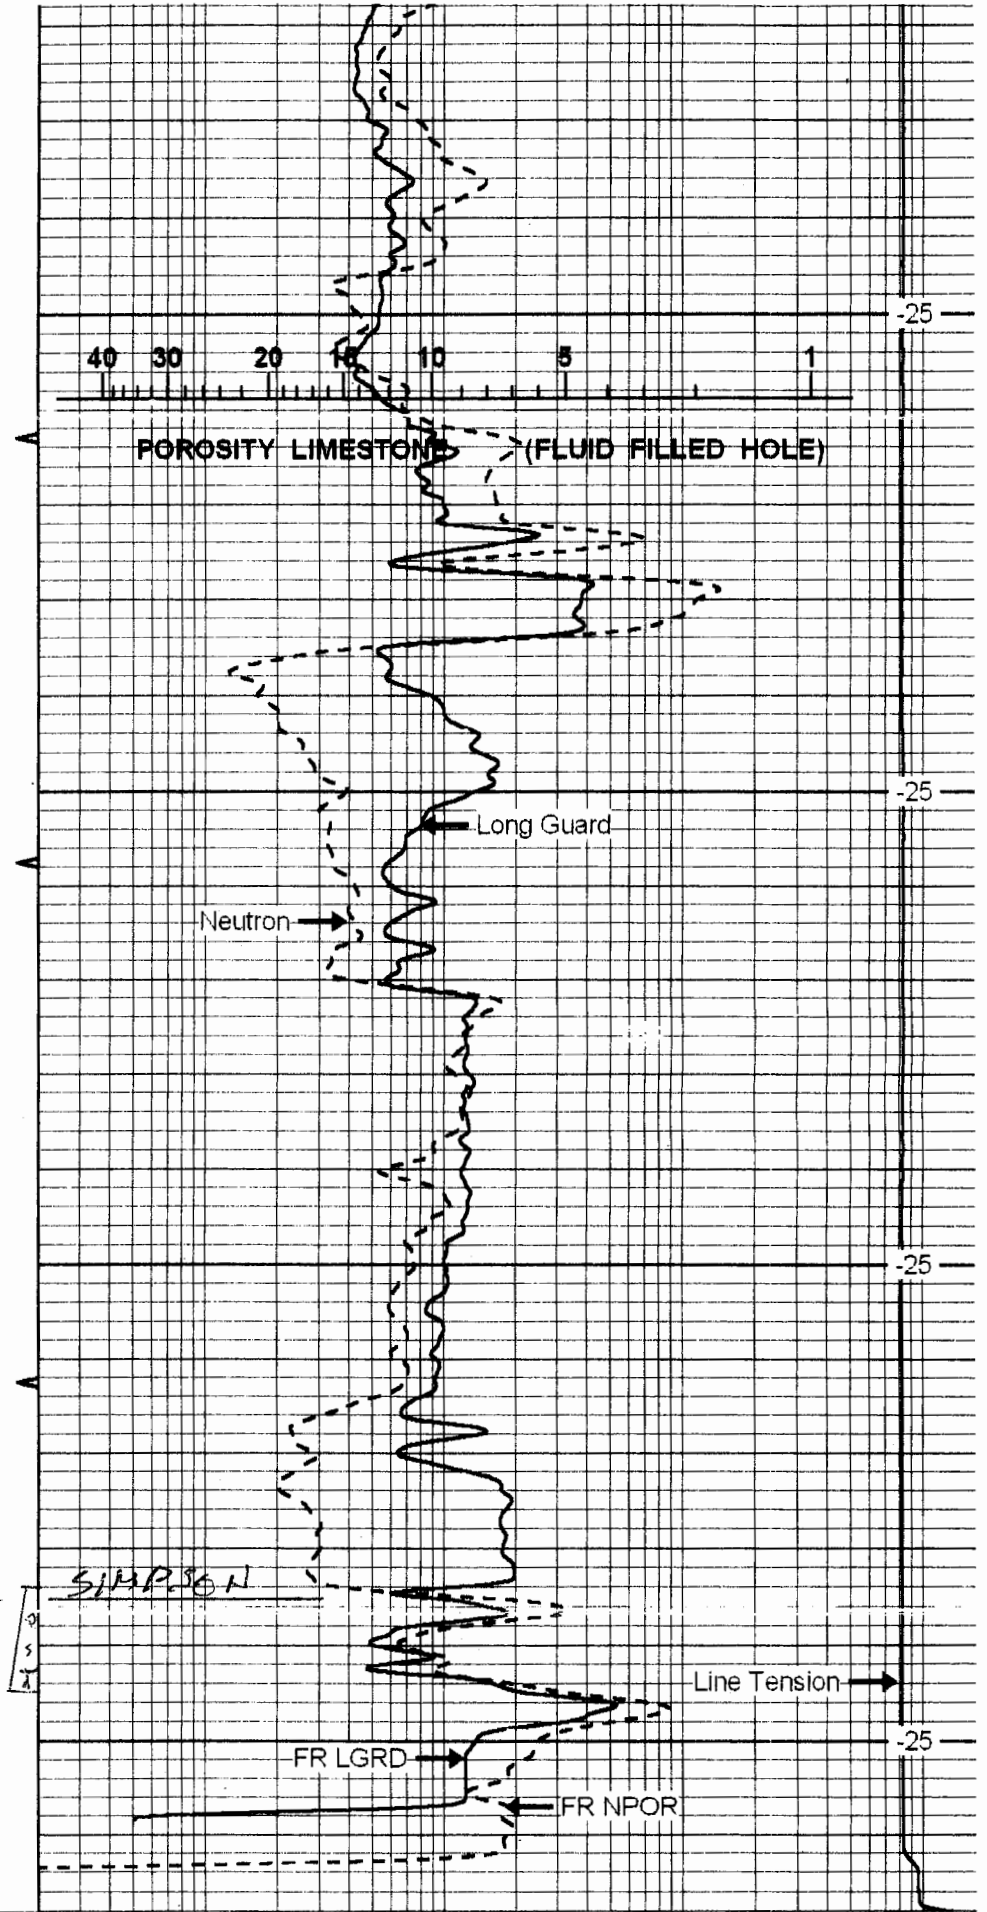 -25
40 30 20 15 10 5 1
POROSITY LIMESTONE (FLUID FILLED HOLE)
-25
Long Guard
Neutron
-25
SIMPSON
Line Tension
-25
FR LGRD
FR NPOR